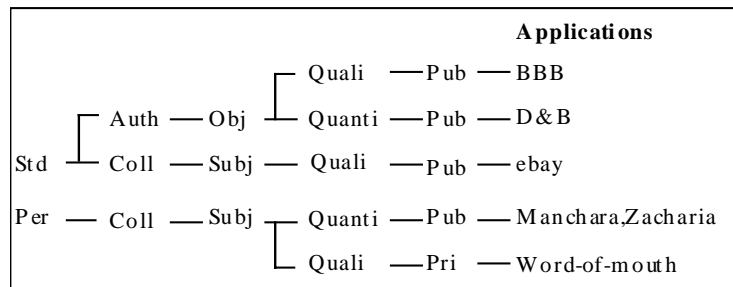 Applications
Quali Pub BBB
Auth Obj Quanti Pub D&B
Std Coll Subj Quali Pub ebay
Per Coll Subj Quanti Pub Manchara,Zacharia
Quali Pri Word-of-mouth